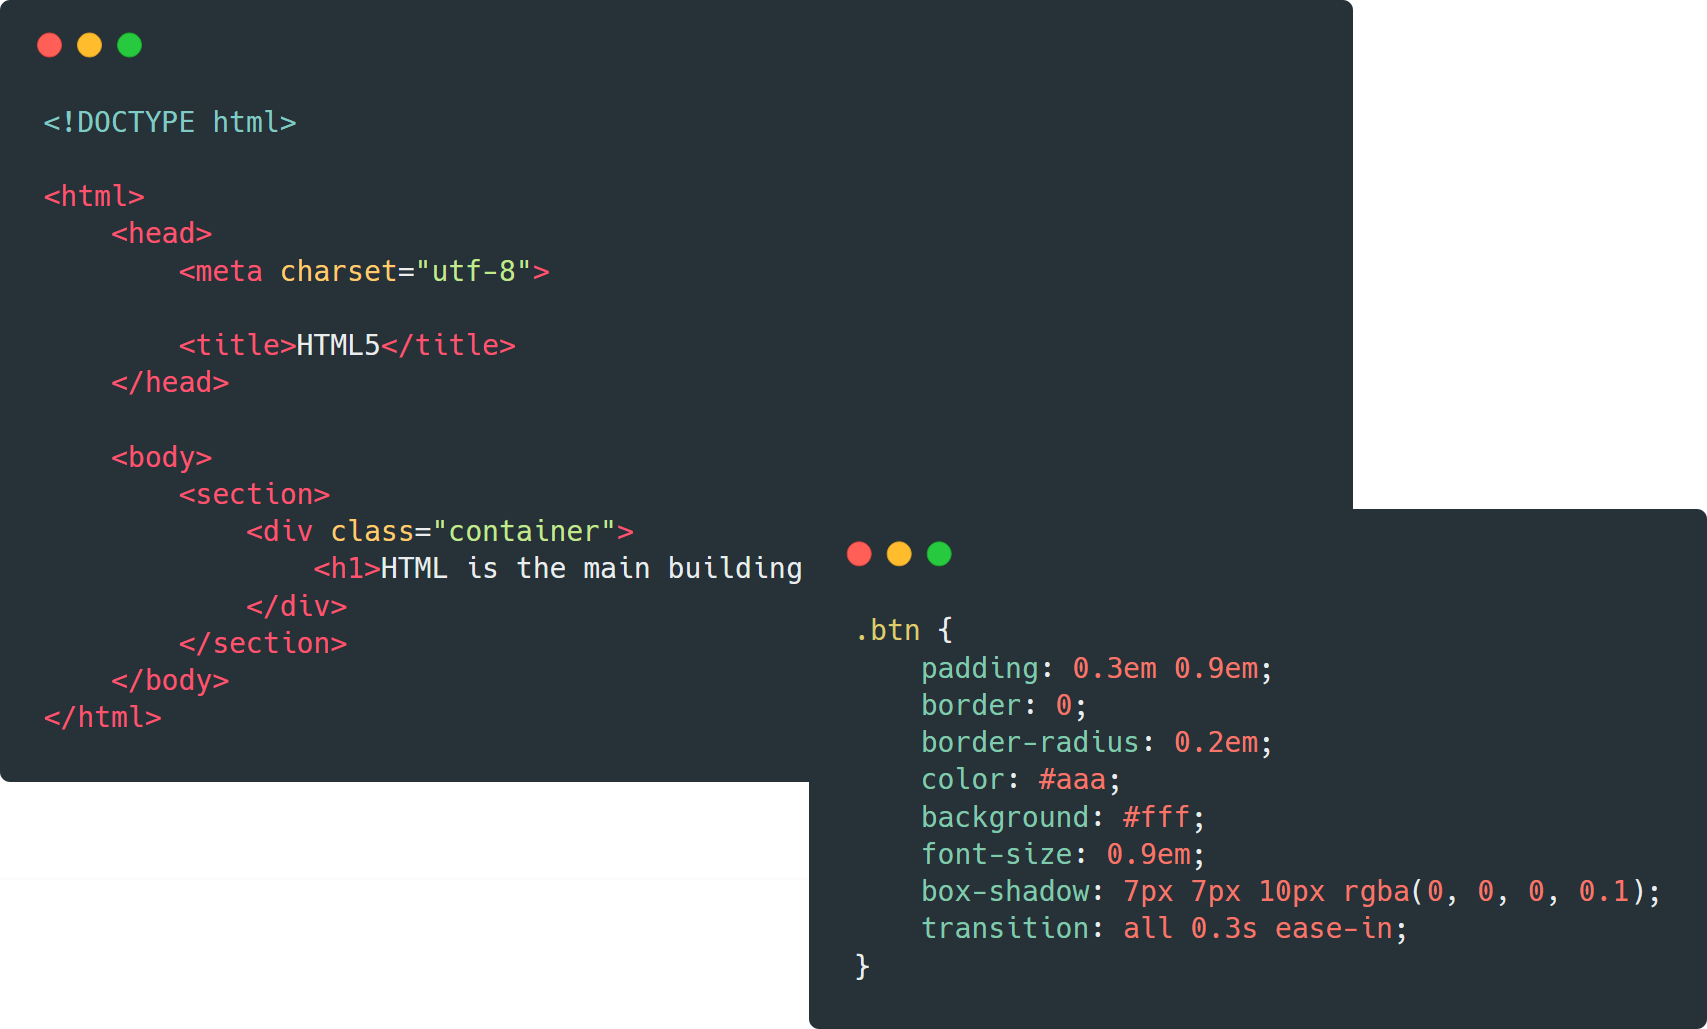 <!DOCTYPE html>
<html>
<head>
<meta charset="utf-8">
<title>HTML5</title>
</head>
<body>
<section>
<div class="container">
<h1>HTML is the main building
</div>
</section>
</body>
</html>
.btn {
padding: 0.3em 0.9em;
border: 0;
border-radius: 0.2em;
color: #aaa;
background: #fff;
font-size: 0.9em;
box-shadow: 7px 7px 10px rgba(0, 0, 0, 0.1);
transition: all 0.3s ease-in;
}